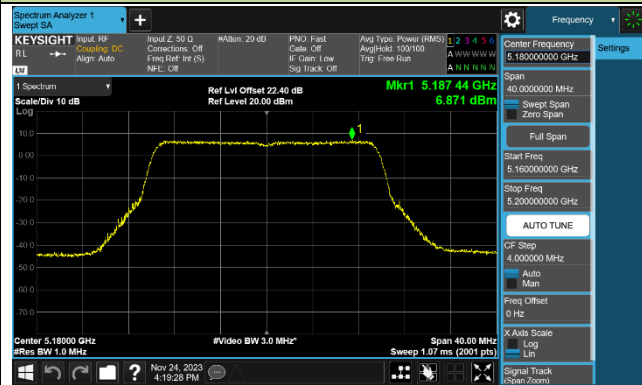 Spectrum Analyzer 1
Swept SA
Frequency
KEYSIGHT
RL
LXI
Input: RF
Coupling: DC
Align: Auto
Input Z: 50 Ω
Corrections: Off
Freq Ref: Int (S)
NFE: Off
#Atten: 20 dB
PNO: Fast
Gate: Off
IF Gain: Low
Sig Track: Off
Avg Type: Power (RMS)
Avg|Hold: 100/100
Trig: Free Run
1 2 3 4 5 6
A W W W W W
A N N N N N
1 Spectrum
Scale/Div 10 dB
Log
Ref Lvl Offset 22.40 dB
Ref Level 20.00 dBm
Mkr1 5.187 44 GHz
6.871 dBm
1
10.0
0.00
-10.0
-20.0
-30.0
-40.0
-50.0
-60.0
-70.0
Center 5.18000 GHz
#Res BW 1.0 MHz
#Video BW 3.0 MHz*
Span 40.00 MHz
Sweep 1.07 ms (2001 pts)
Center Frequency
5.180000000 GHz
Settings
Span
40.0000000 MHz
Swept Span
Zero Span
Full Span
Start Freq
5.160000000 GHz
Stop Freq
5.200000000 GHz
AUTO TUNE
CF Step
4.000000 MHz
Auto
Man
Freq Offset
0 Hz
X Axis Scale
Log
Lin
Signal Track
(Span Zoom)
Nov 24, 2023
4:19:28 PM